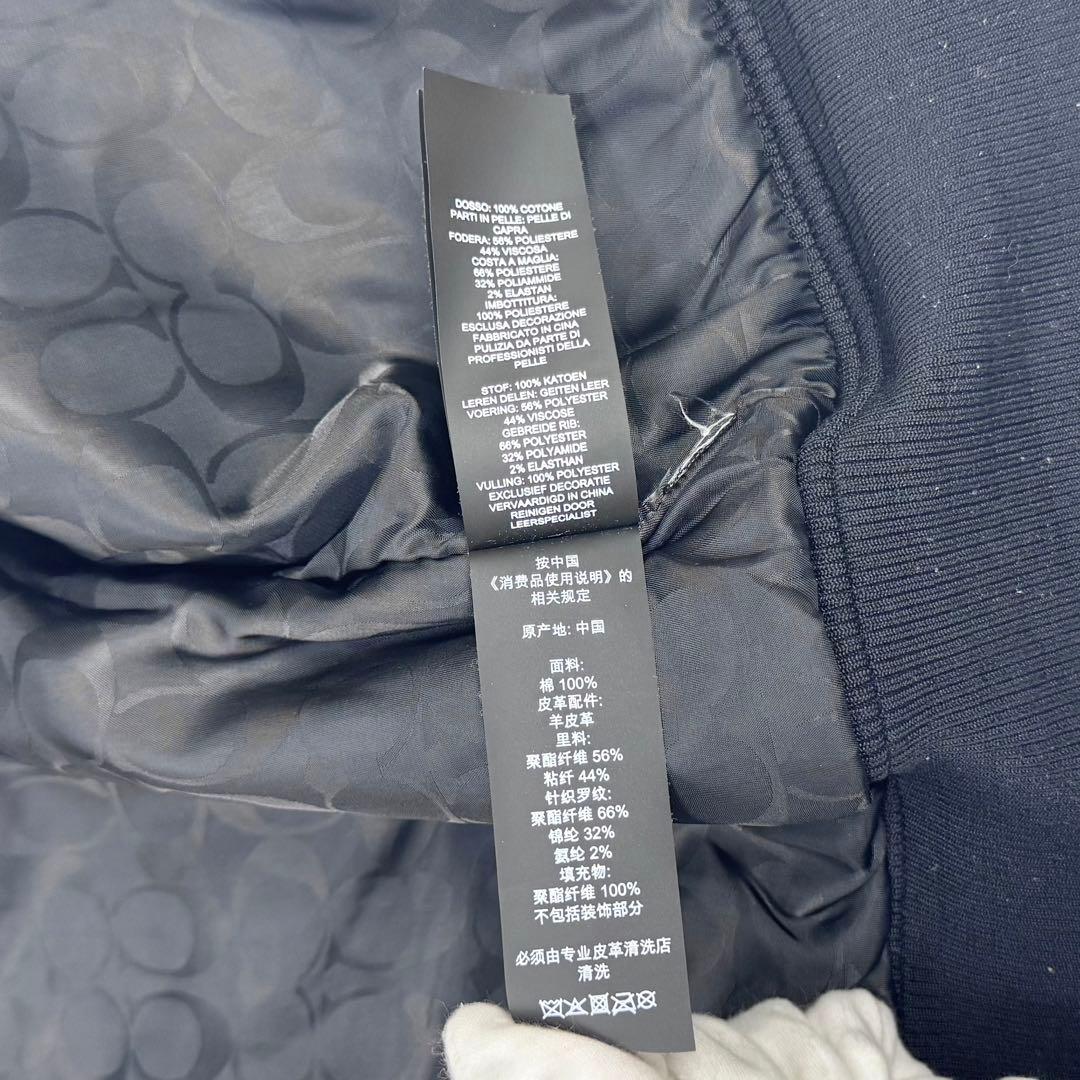 DOSSO: 100% COTONE
PARTI IN PELLE: PELLE DI
CAPRA
FODERA: 56% POLIESTERE
44% VISCOSA
COSTA A MAGLIA:
66% POLIESTERE
32% POLIAMMIDE
2% ELASTAN
IMBOTTITURA:
100% POLIESTERE
ESCLUSA DECORAZIONE
FABBRICATO IN CINA
PULIZIA DA PARTE DI
PROFESSIONISTI DELLA
PELLE
STOF: 100% KATOEN
LEREN DELEN: GEITEN LEER
VOERING: 56% POLYESTER
44% VISCOSE
GEBREIDE RIB:
66% POLYESTER
32% POLYAMIDE
2% ELASTHAN
VULLING: 100% POLYESTER
EXCLUSIEF DECORATIE
VERVAARDIGD IN CHINA
REINIGEN DOOR
LEERSPECIALIST
按中国
《消费品使用说明》的
相关规定
原产地: 中国
面料:
棉 100%
皮革配件:
羊皮革
里料:
聚酯纤维 56%
粘纤 44%
针织罗纹:
聚酯纤维 66%
锦纶 32%
氨纶 2%
填充物:
聚酯纤维 100%
不包括装饰部分
必须由专业皮革清洗店
清洗